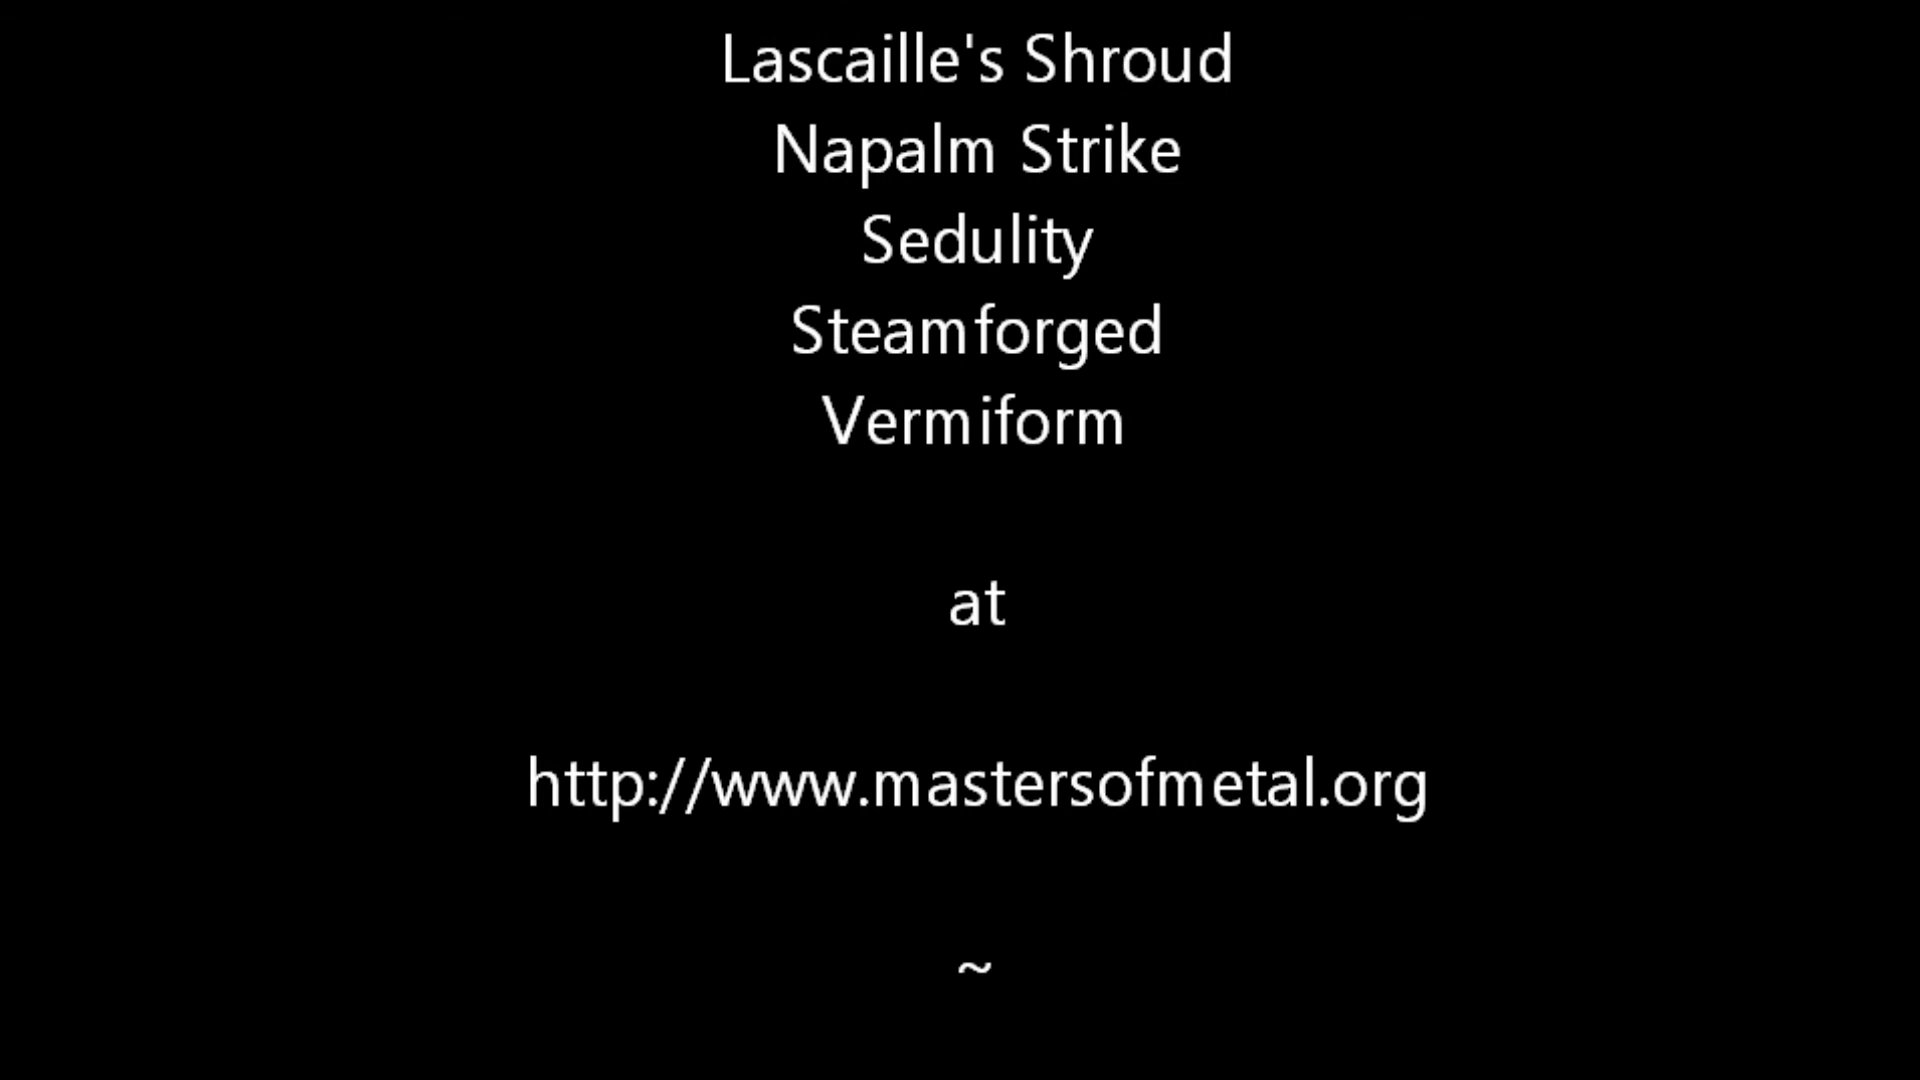 Lascaille's Shroud
Napalm Strike
Sedulity
Steamforged
Vermiform
at
http://www.mastersofmetal.org
~